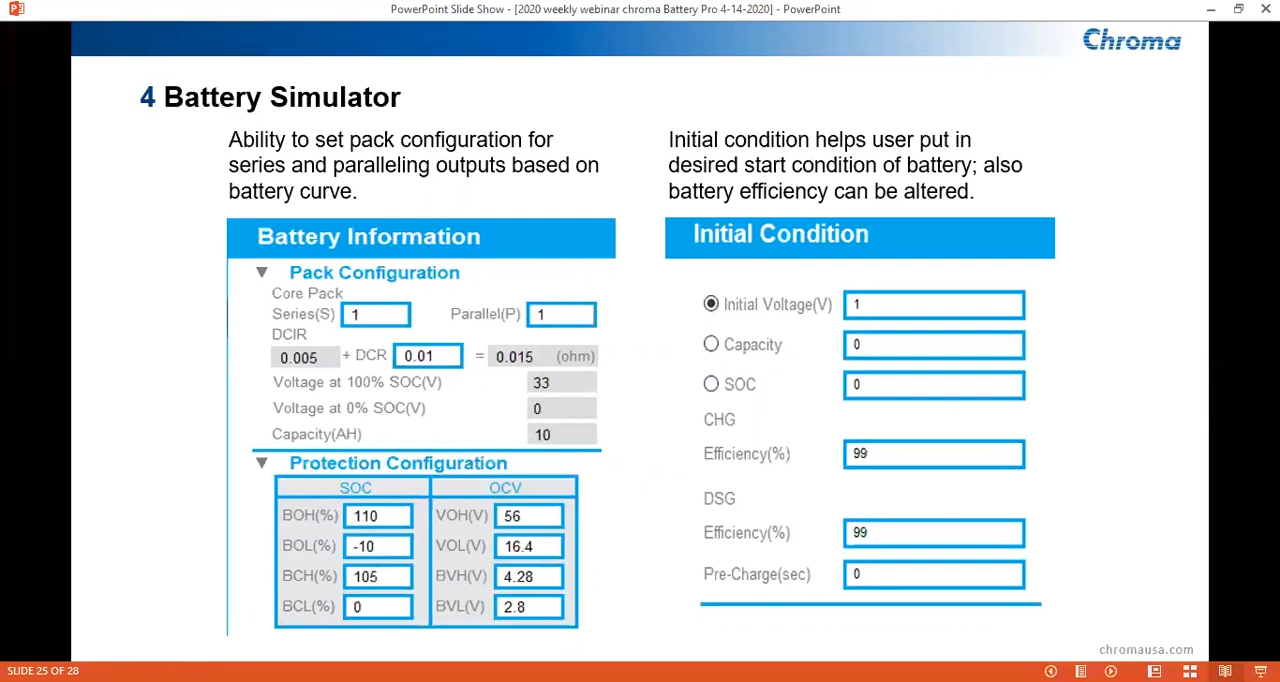 PowerPoint Slide Show - [2020 weekly webinar chroma Battery Pro 4-14-2020] - PowerPoint
Chroma
4 Battery Simulator
Ability to set pack configuration for
series and paralleling outputs based on
battery curve.
Battery Information
Pack Configuration
Core Pack
Series(S) 1 Parallel(P) 1
DCIR
0.005 + DCR 0.01 = 0.015 (ohm)
Voltage at 100% SOC(V) 33
Voltage at 0% SOC(V) 0
Capacity(AH) 10
Protection Configuration
SOC OCV
BOH(%) 110 VOH(V) 56
BOL(%) -10 VOL(V) 16.4
BCH(%) 105 BVH(V) 4.28
BCL(%) 0 BVL(V) 2.8
Initial condition helps user put in
desired start condition of battery; also
battery efficiency can be altered.
Initial Condition
Initial Voltage(V) 1
Capacity 0
SOC 0
CHG
Efficiency(%) 99
DSG
Efficiency(%) 99
Pre-Charge(sec) 0
chromausa.com
SLIDE 25 OF 28